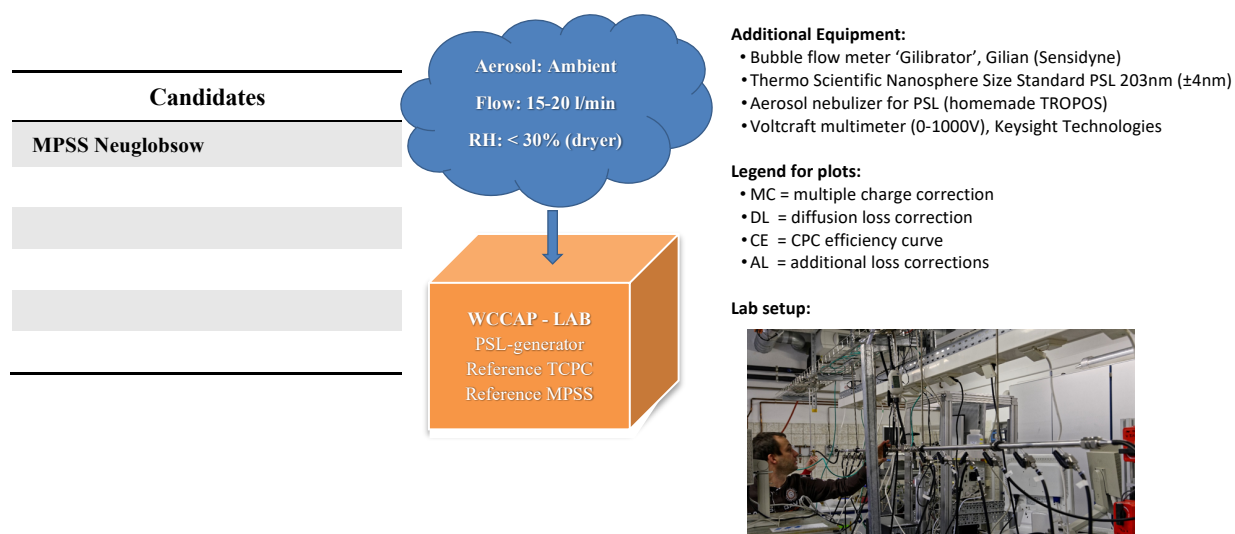 Candidates
MPSS Neuglobsow
Aerosol: Ambient
Flow: 15-20 l/min
RH: < 30% (dryer)
WCCAP - LAB
PSL-generator
Reference TCPC
Reference MPSS
Additional Equipment:
• Bubble flow meter ‘Gilibrator’, Gilian (Sensidyne)
• Thermo Scientific Nanosphere Size Standard PSL 203nm (±4nm)
• Aerosol nebulizer for PSL (homemade TROPOS)
• Voltcraft multimeter (0-1000V), Keysight Technologies
Legend for plots:
• MC = multiple charge correction
• DL = diffusion loss correction
• CE = CPC efficiency curve
• AL = additional loss corrections
Lab setup: